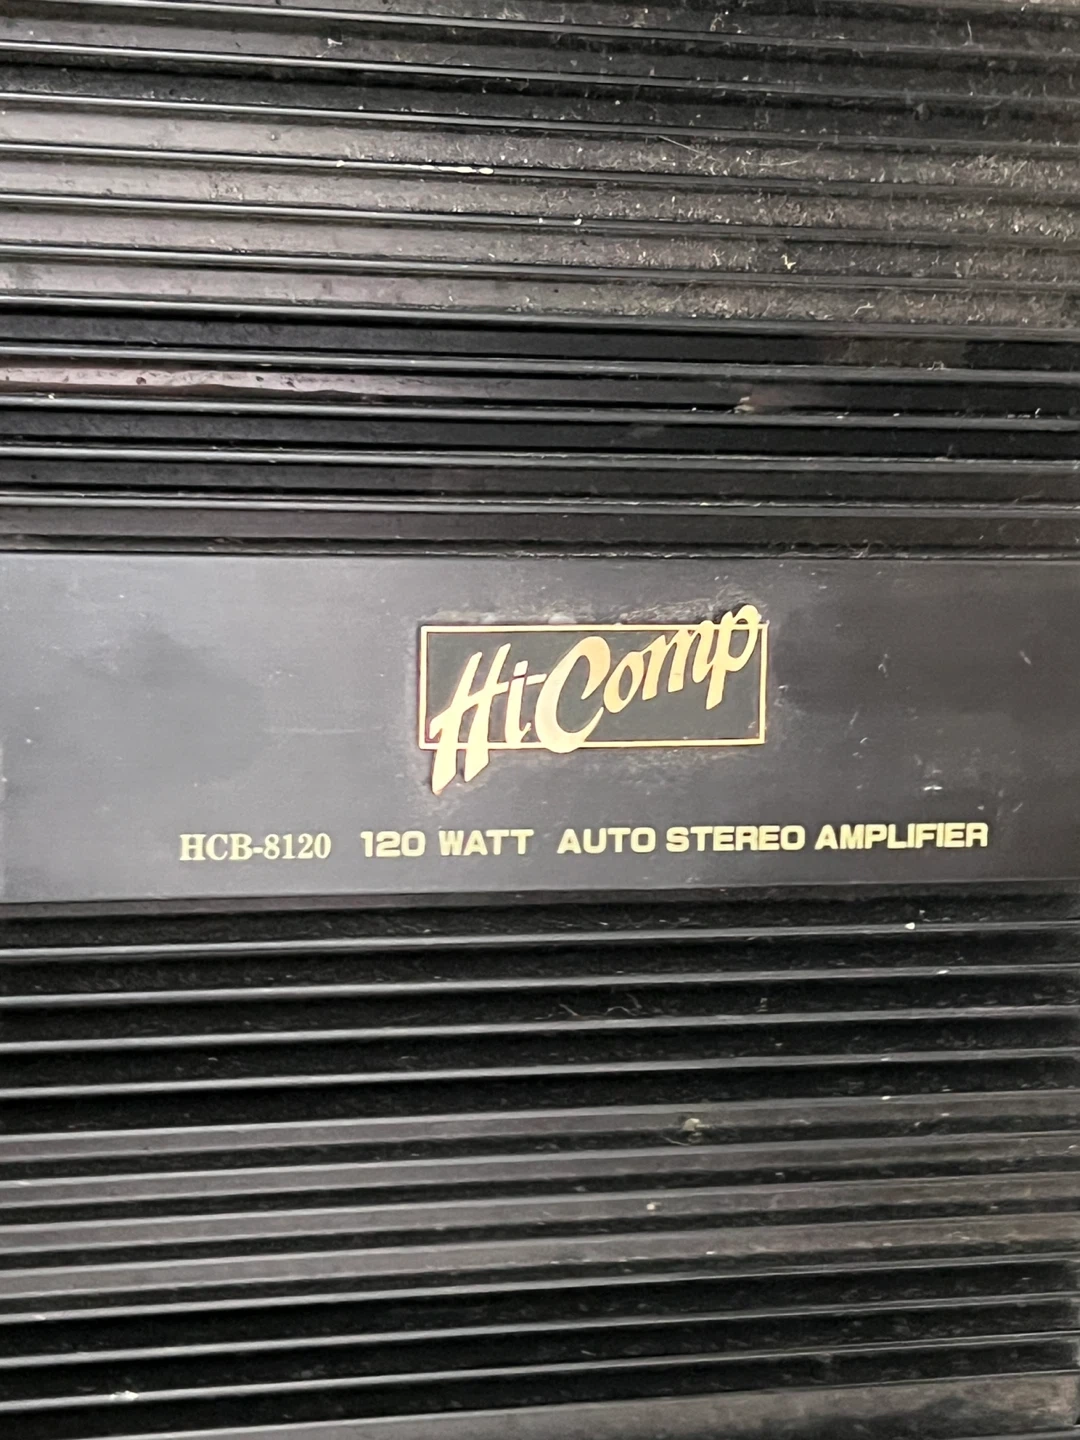 Hi-Comp
HCB-8120 120 WATT AUTO STEREO AMPLIFIER